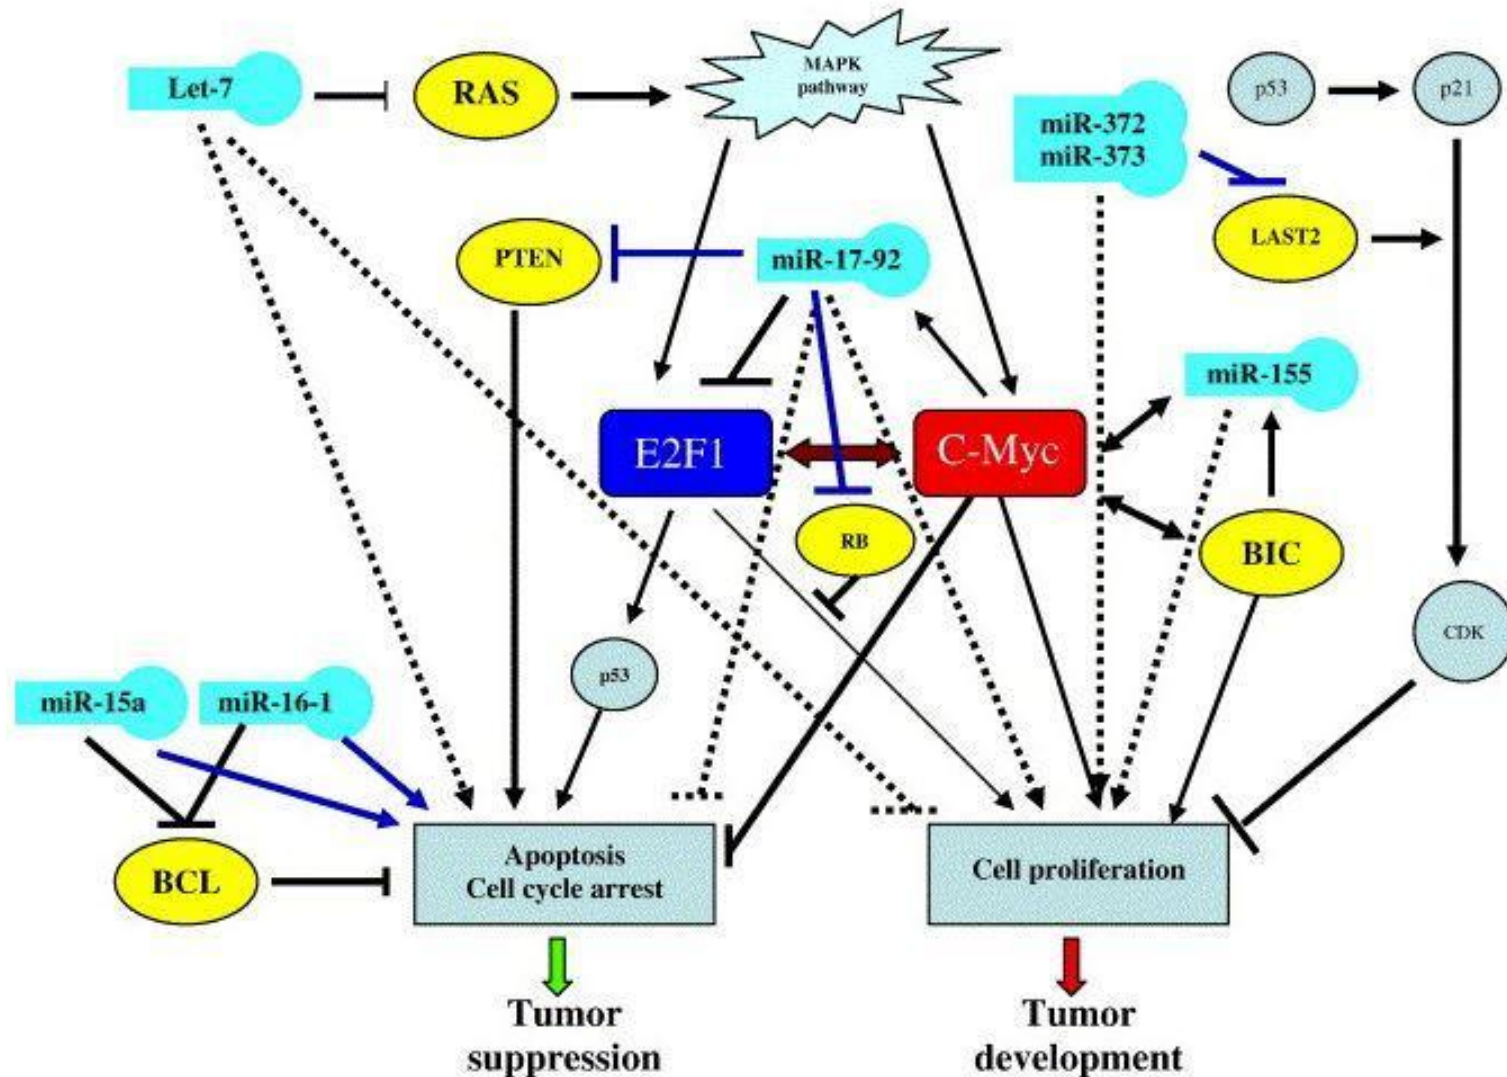 MAPK
pathway
Let-7
RAS
p53
p21
miR-372
miR-373
LAST2
PTEN
miR-17-92
miR-155
E2F1
C-Myc
RB
BIC
CDK
p53
miR-15a
miR-16-1
BCL
Apoptosis
Cell cycle arrest
Cell proliferation
Tumor
suppression
Tumor
development